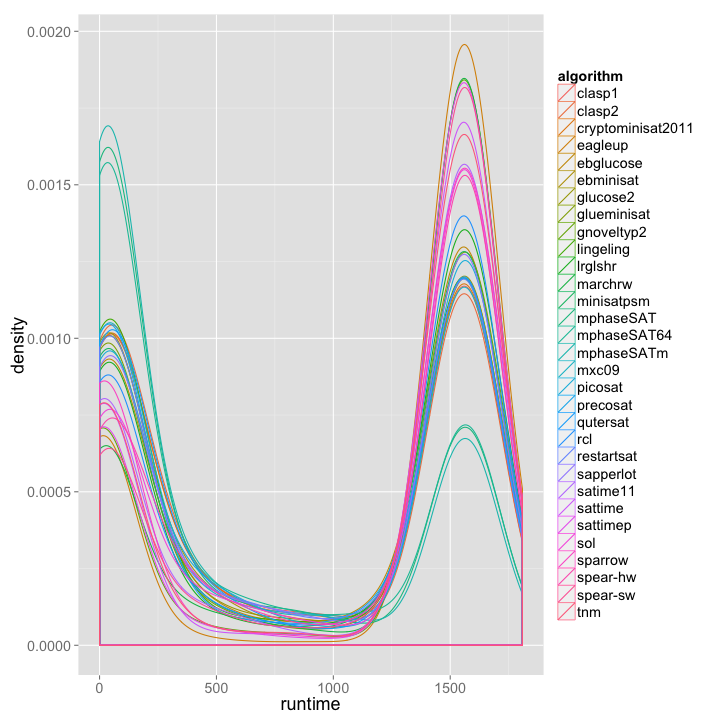 0.0020
0.0015
0.0010
0.0005
0.0000
density
0
500
1000
1500
runtime
algorithm
clasp1
clasp2
cryptominisat2011
eagleup
ebglucose
ebminisat
glucose2
glueminisat
gnoveltyp2
lingeling
lrglshr
marchrw
minisatpsm
mphaseSAT
mphaseSAT64
mphaseSATm
mxc09
picosat
precosat
qutersat
rcl
restartsat
sapperlot
satime11
sattime
sattimep
sol
sparrow
spear-hw
spear-sw
tnm